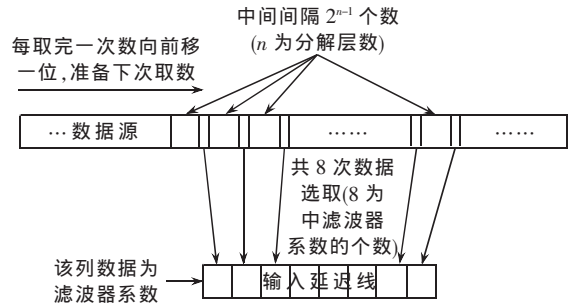 中间间隔 2ⁿ⁻¹ 个数
(n 为分解层数)
每取完一次数向前移
一位,准备下次取数
…数据源
……
……
共 8 次数据
选取(8 为
中滤波器
系数的个数)
该列数据为
滤波器系数
输入延迟线